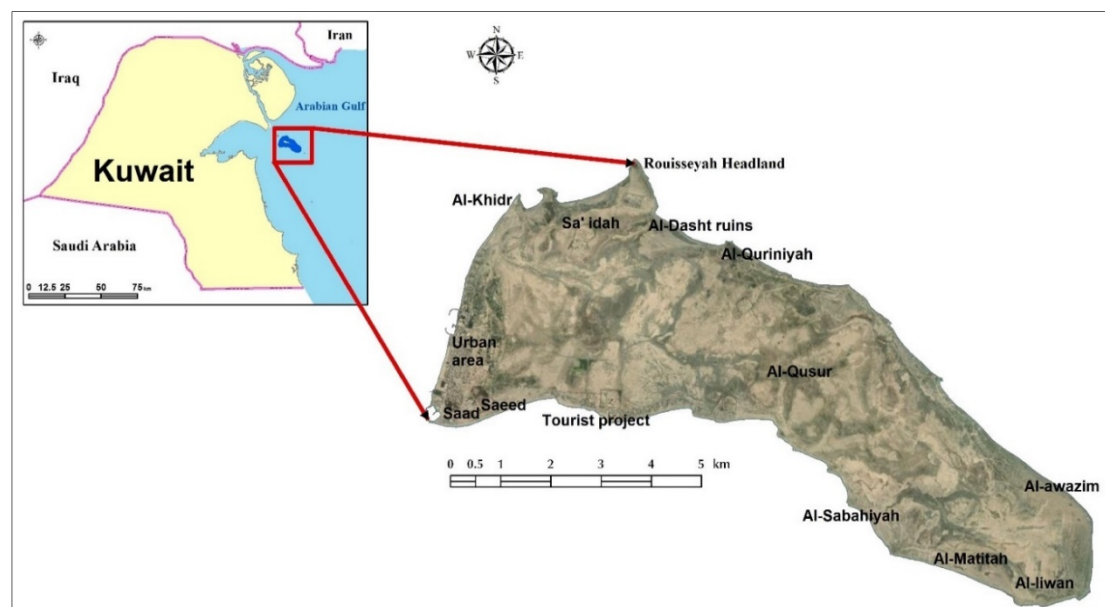 Iran
Iraq
Arabian Gulf
Kuwait
Saudi Arabia
0 12.5 25 50 75 km
N
W E
S
Rouisseyah Headland
Al-Khidr
Sa' idah
Al-Dasht ruins
Al-Quriniyah
Urban
area
Al-Qusur
Saad
Saeed
Tourist project
0 0.5 1 2 3 4 5 km
Al-awazim
Al-Sabahiyah
Al-Matitah
Al-liwan